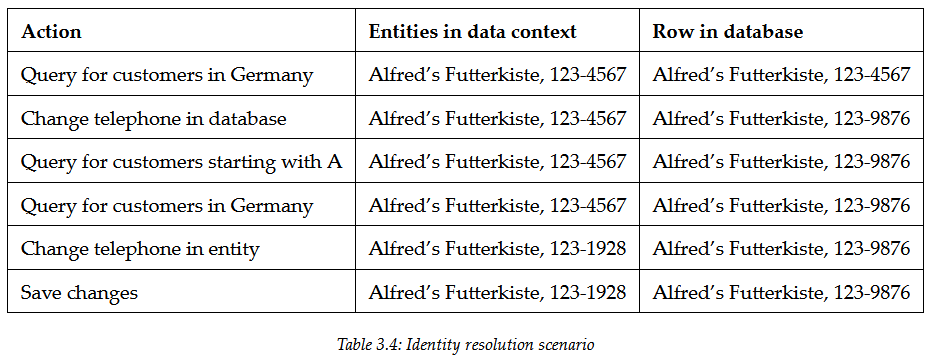 Action Entities in data context Row in database
Query for customers in Germany Alfred’s Futterkiste, 123-4567 Alfred’s Futterkiste, 123-4567
Change telephone in database Alfred’s Futterkiste, 123-4567 Alfred’s Futterkiste, 123-9876
Query for customers starting with A Alfred’s Futterkiste, 123-4567 Alfred’s Futterkiste, 123-9876
Query for customers in Germany Alfred’s Futterkiste, 123-4567 Alfred’s Futterkiste, 123-9876
Change telephone in entity Alfred’s Futterkiste, 123-1928 Alfred’s Futterkiste, 123-9876
Save changes Alfred’s Futterkiste, 123-1928 Alfred’s Futterkiste, 123-9876
Table 3.4: Identity resolution scenario